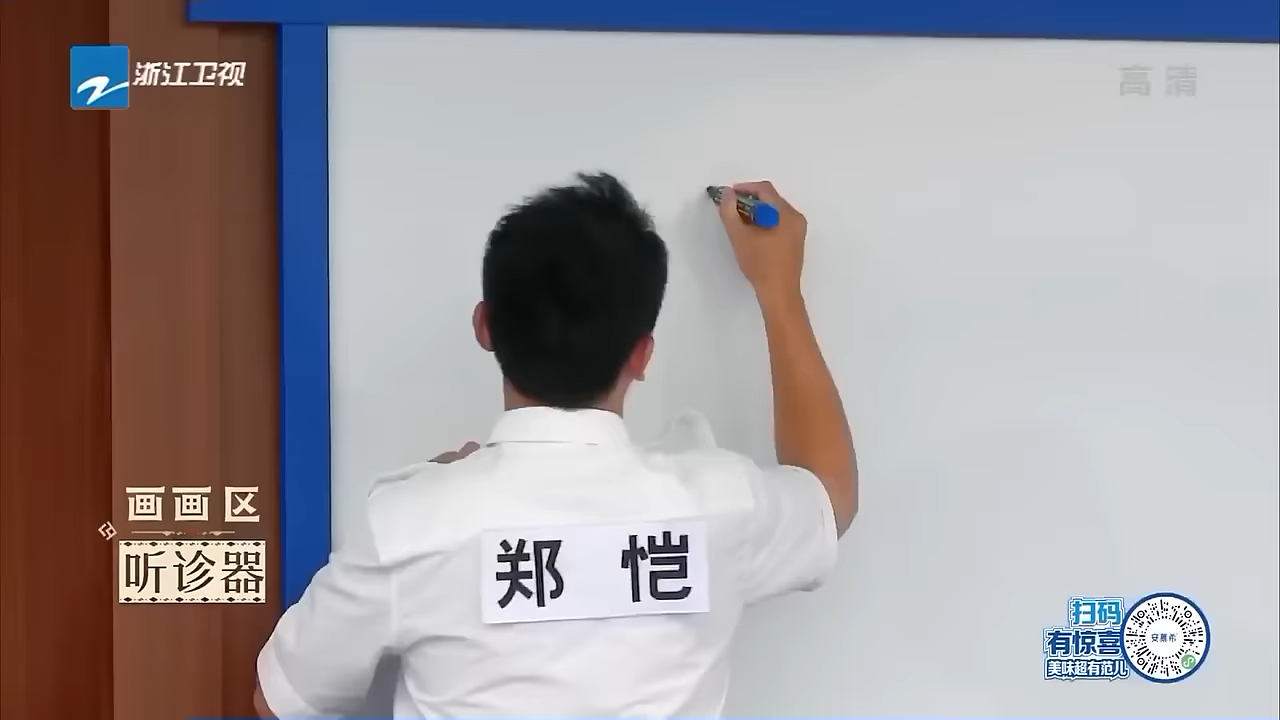 浙江卫视
高清
画画区
听诊器
郑 恺
扫码
有惊喜
美味超有范儿
安慕希